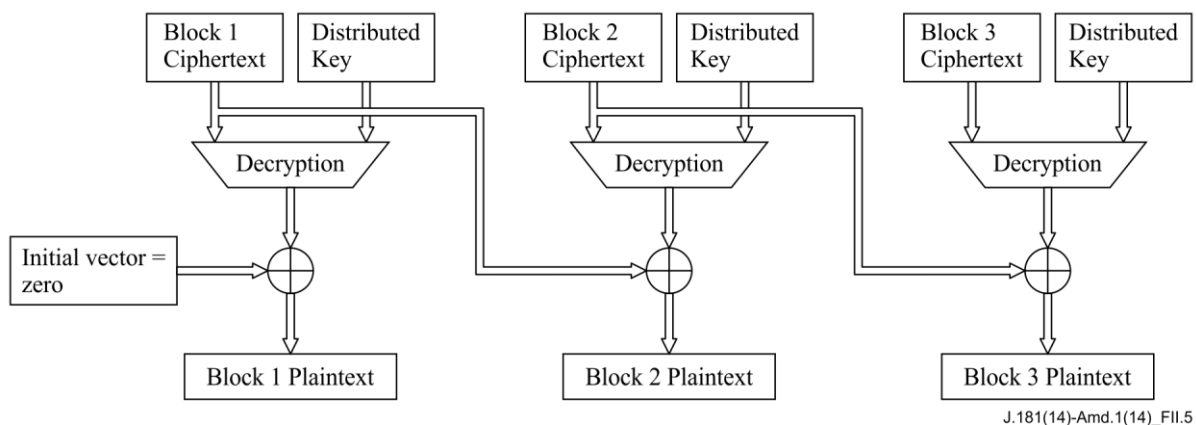 Block 1
Ciphertext
Distributed
Key
Block 2
Ciphertext
Distributed
Key
Block 3
Ciphertext
Distributed
Key
Decryption
Decryption
Decryption
Initial vector =
zero
Block 1 Plaintext
Block 2 Plaintext
Block 3 Plaintext
J.181(14)-Amd.1(14)_FII.5